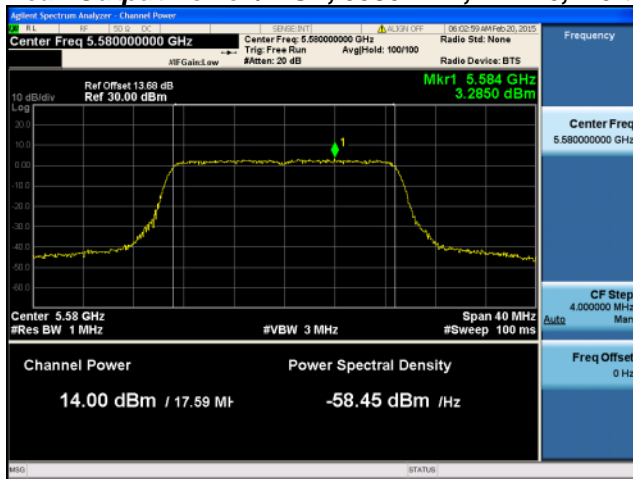 Agilent Spectrum Analyzer - Channel Power
RL RF 50 Ω DC SENSE:INT ALIGN OFF 06:02:59 AM Feb 20, 2015
Center Freq 5.580000000 GHz
Center Freq: 5.580000000 GHz
Radio Std: None
Trig: Free Run Avg|Hold: 100/100
#IFGain:Low #Atten: 20 dB Radio Device: BTS
Frequency
Ref Offset 13.68 dB
Mkr1 5.584 GHz
10 dB/div Ref 30.00 dBm 3.2850 dBm
Log
20.0
10.0
0.00
-10.0
-20.0
-30.0
-40.0
-50.0
-60.0
1
Center 5.58 GHz Span 40 MHz
#Res BW 1 MHz #VBW 3 MHz #Sweep 100 ms
Channel Power Power Spectral Density
14.00 dBm / 17.59 MH -58.45 dBm /Hz
Center Freq
5.580000000 GHz
CF Step
4.000000 MHz
Auto Man
Freq Offset
0 Hz
MSG STATUS